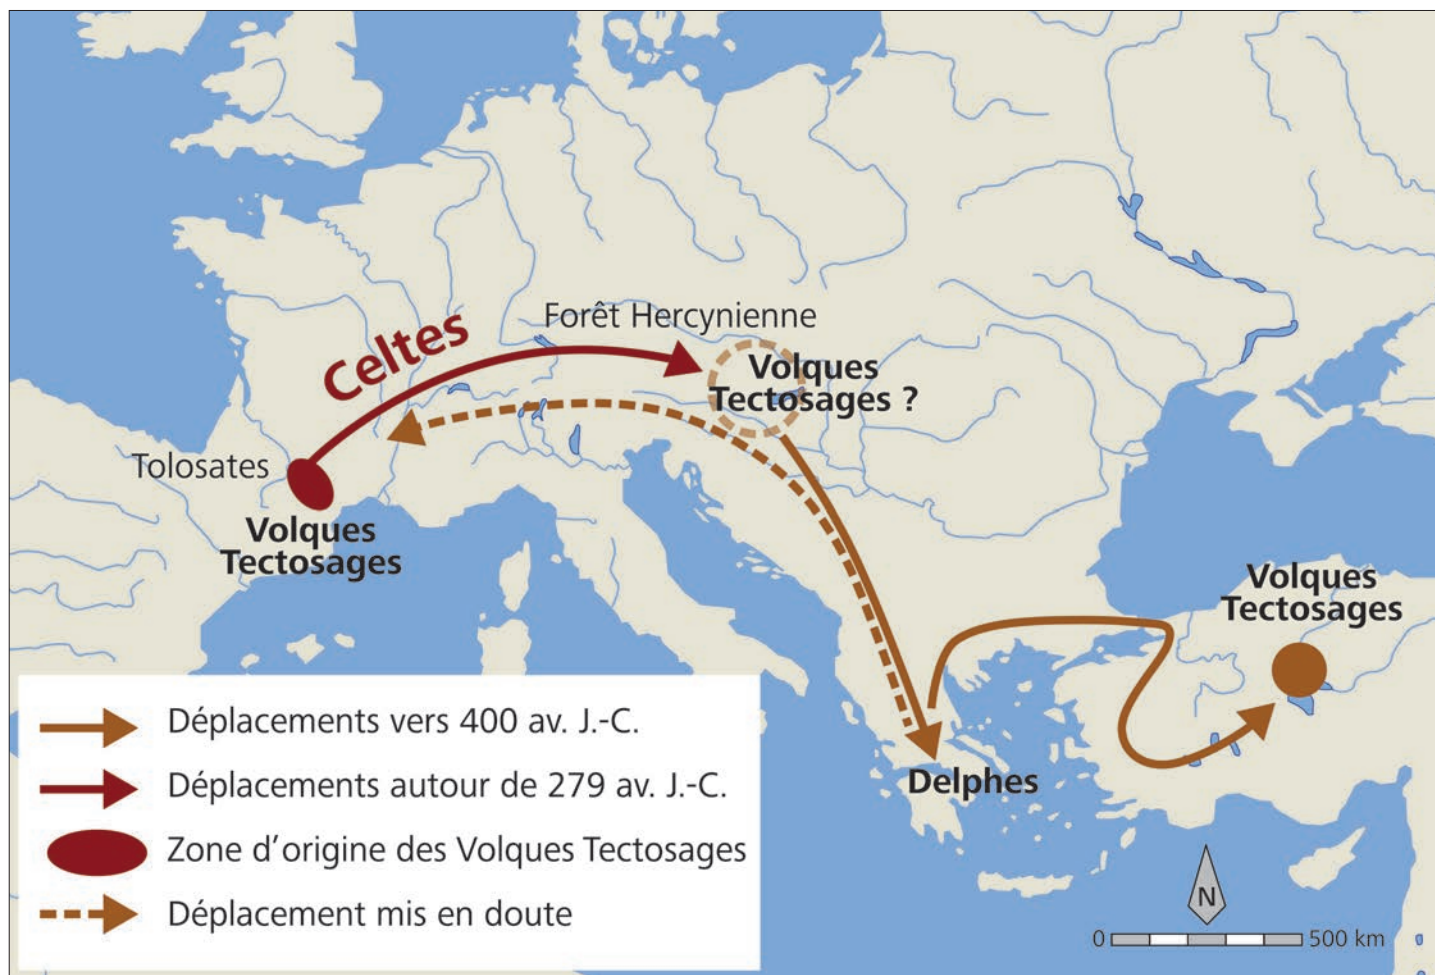 Forêt Hercynienne
Celtes
Volques
Tectosages ?
Tolosates
Volques
Tectosages
Volques
Tectosages
Delphes
Déplacements vers 400 av. J.-C.
Déplacements autour de 279 av. J.-C.
Zone d'origine des Volques Tectosages
Déplacement mis en doute
N
0 500 km